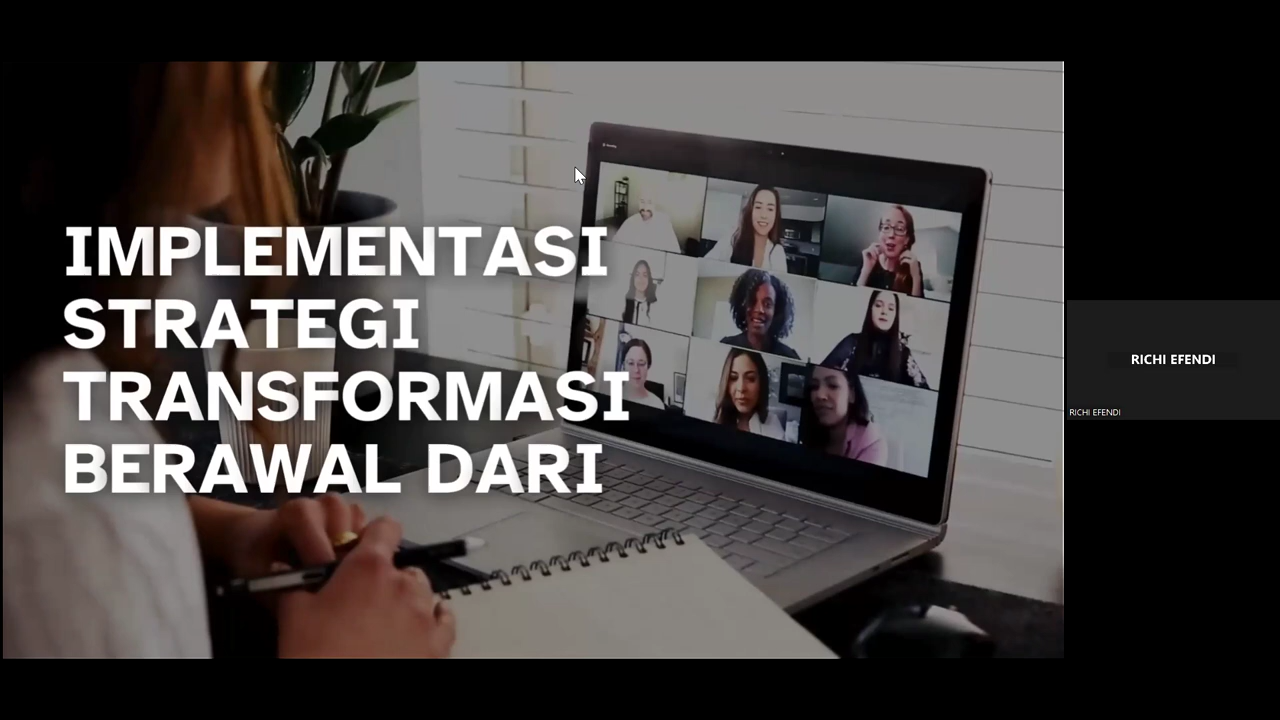 IMPLEMENTASI
STRATEGI
TRANSFORMASI
BERAWAL DARI
RICHI EFENDI
RICHI EFENDI